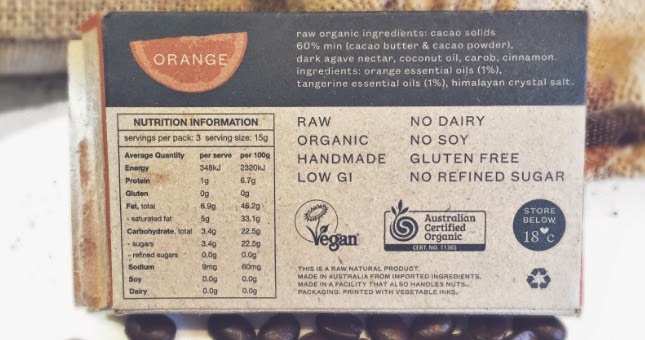 ORANGE
raw organic ingredients: cacao solids
60% min (cacao butter & cacao powder),
dark agave nectar, coconut oil, carob, cinnamon.
ingredients: orange essential oils (1%),
tangerine essential oils (1%), himalayan crystal salt.
NUTRITION INFORMATION
servings per pack: 3 serving size: 15g
Average Quantity per serve per 100g
Energy 348kJ 2320kJ
Protein 1g 6.7g
Gluten 0g 0g
Fat, total 6.9g 46.2g
- saturated fat 5g 33.1g
Carbohydrate, total 3.4g 22.5g
- sugars 3.4g 22.5g
- refined sugars 0.0g 0.0g
Sodium 9mg 60mg
Soy 0.0g 0.0g
Dairy 0.0g 0.0g
RAW NO DAIRY
ORGANIC NO SOY
HANDMADE GLUTEN FREE
LOW GI NO REFINED SUGAR
Naturally
Vegan
Australian
Certified
Organic
CERT. NO. 11355
STORE
BELOW
18°c
THIS IS A RAW NATURAL PRODUCT.
MADE IN AUSTRALIA FROM IMPORTED INGREDIENTS.
MADE IN A FACILITY THAT ALSO HANDLES NUTS.
PACKAGING: PRINTED WITH VEGETABLE INKS.